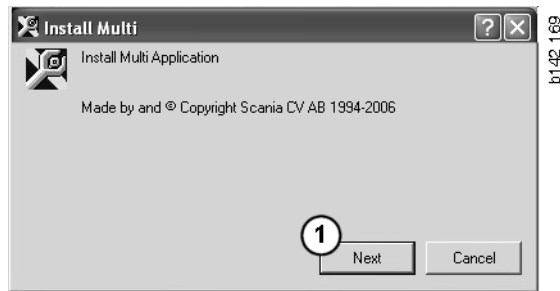 Install Multi
Install Multi Application
Made by and © Copyright Scania CV AB 1994-2006
1
Next
Cancel
b142 169